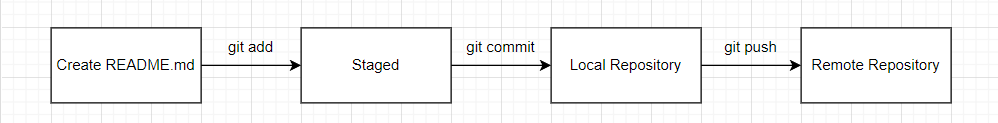 Create README.md
git add
Staged
git commit
Local Repository
git push
Remote Repository